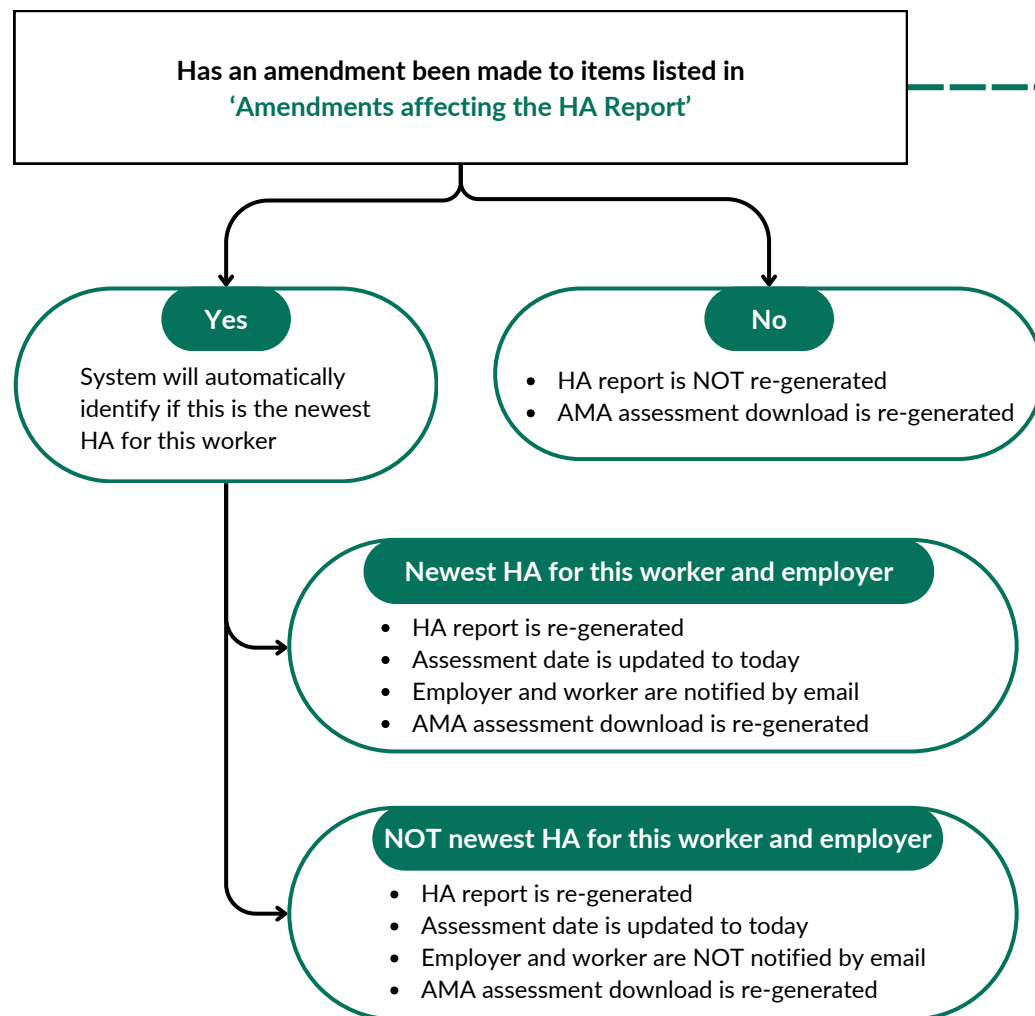 Has an amendment been made to items listed in
‘Amendments affecting the HA Report’
Yes
System will automatically
identify if this is the newest
HA for this worker
No
• HA report is NOT re-generated
• AMA assessment download is re-generated
Newest HA for this worker and employer
• HA report is re-generated
• Assessment date is updated to today
• Employer and worker are notified by email
• AMA assessment download is re-generated
NOT newest HA for this worker and employer
• HA report is re-generated
• Assessment date is updated to today
• Employer and worker are NOT notified by email
• AMA assessment download is re-generated